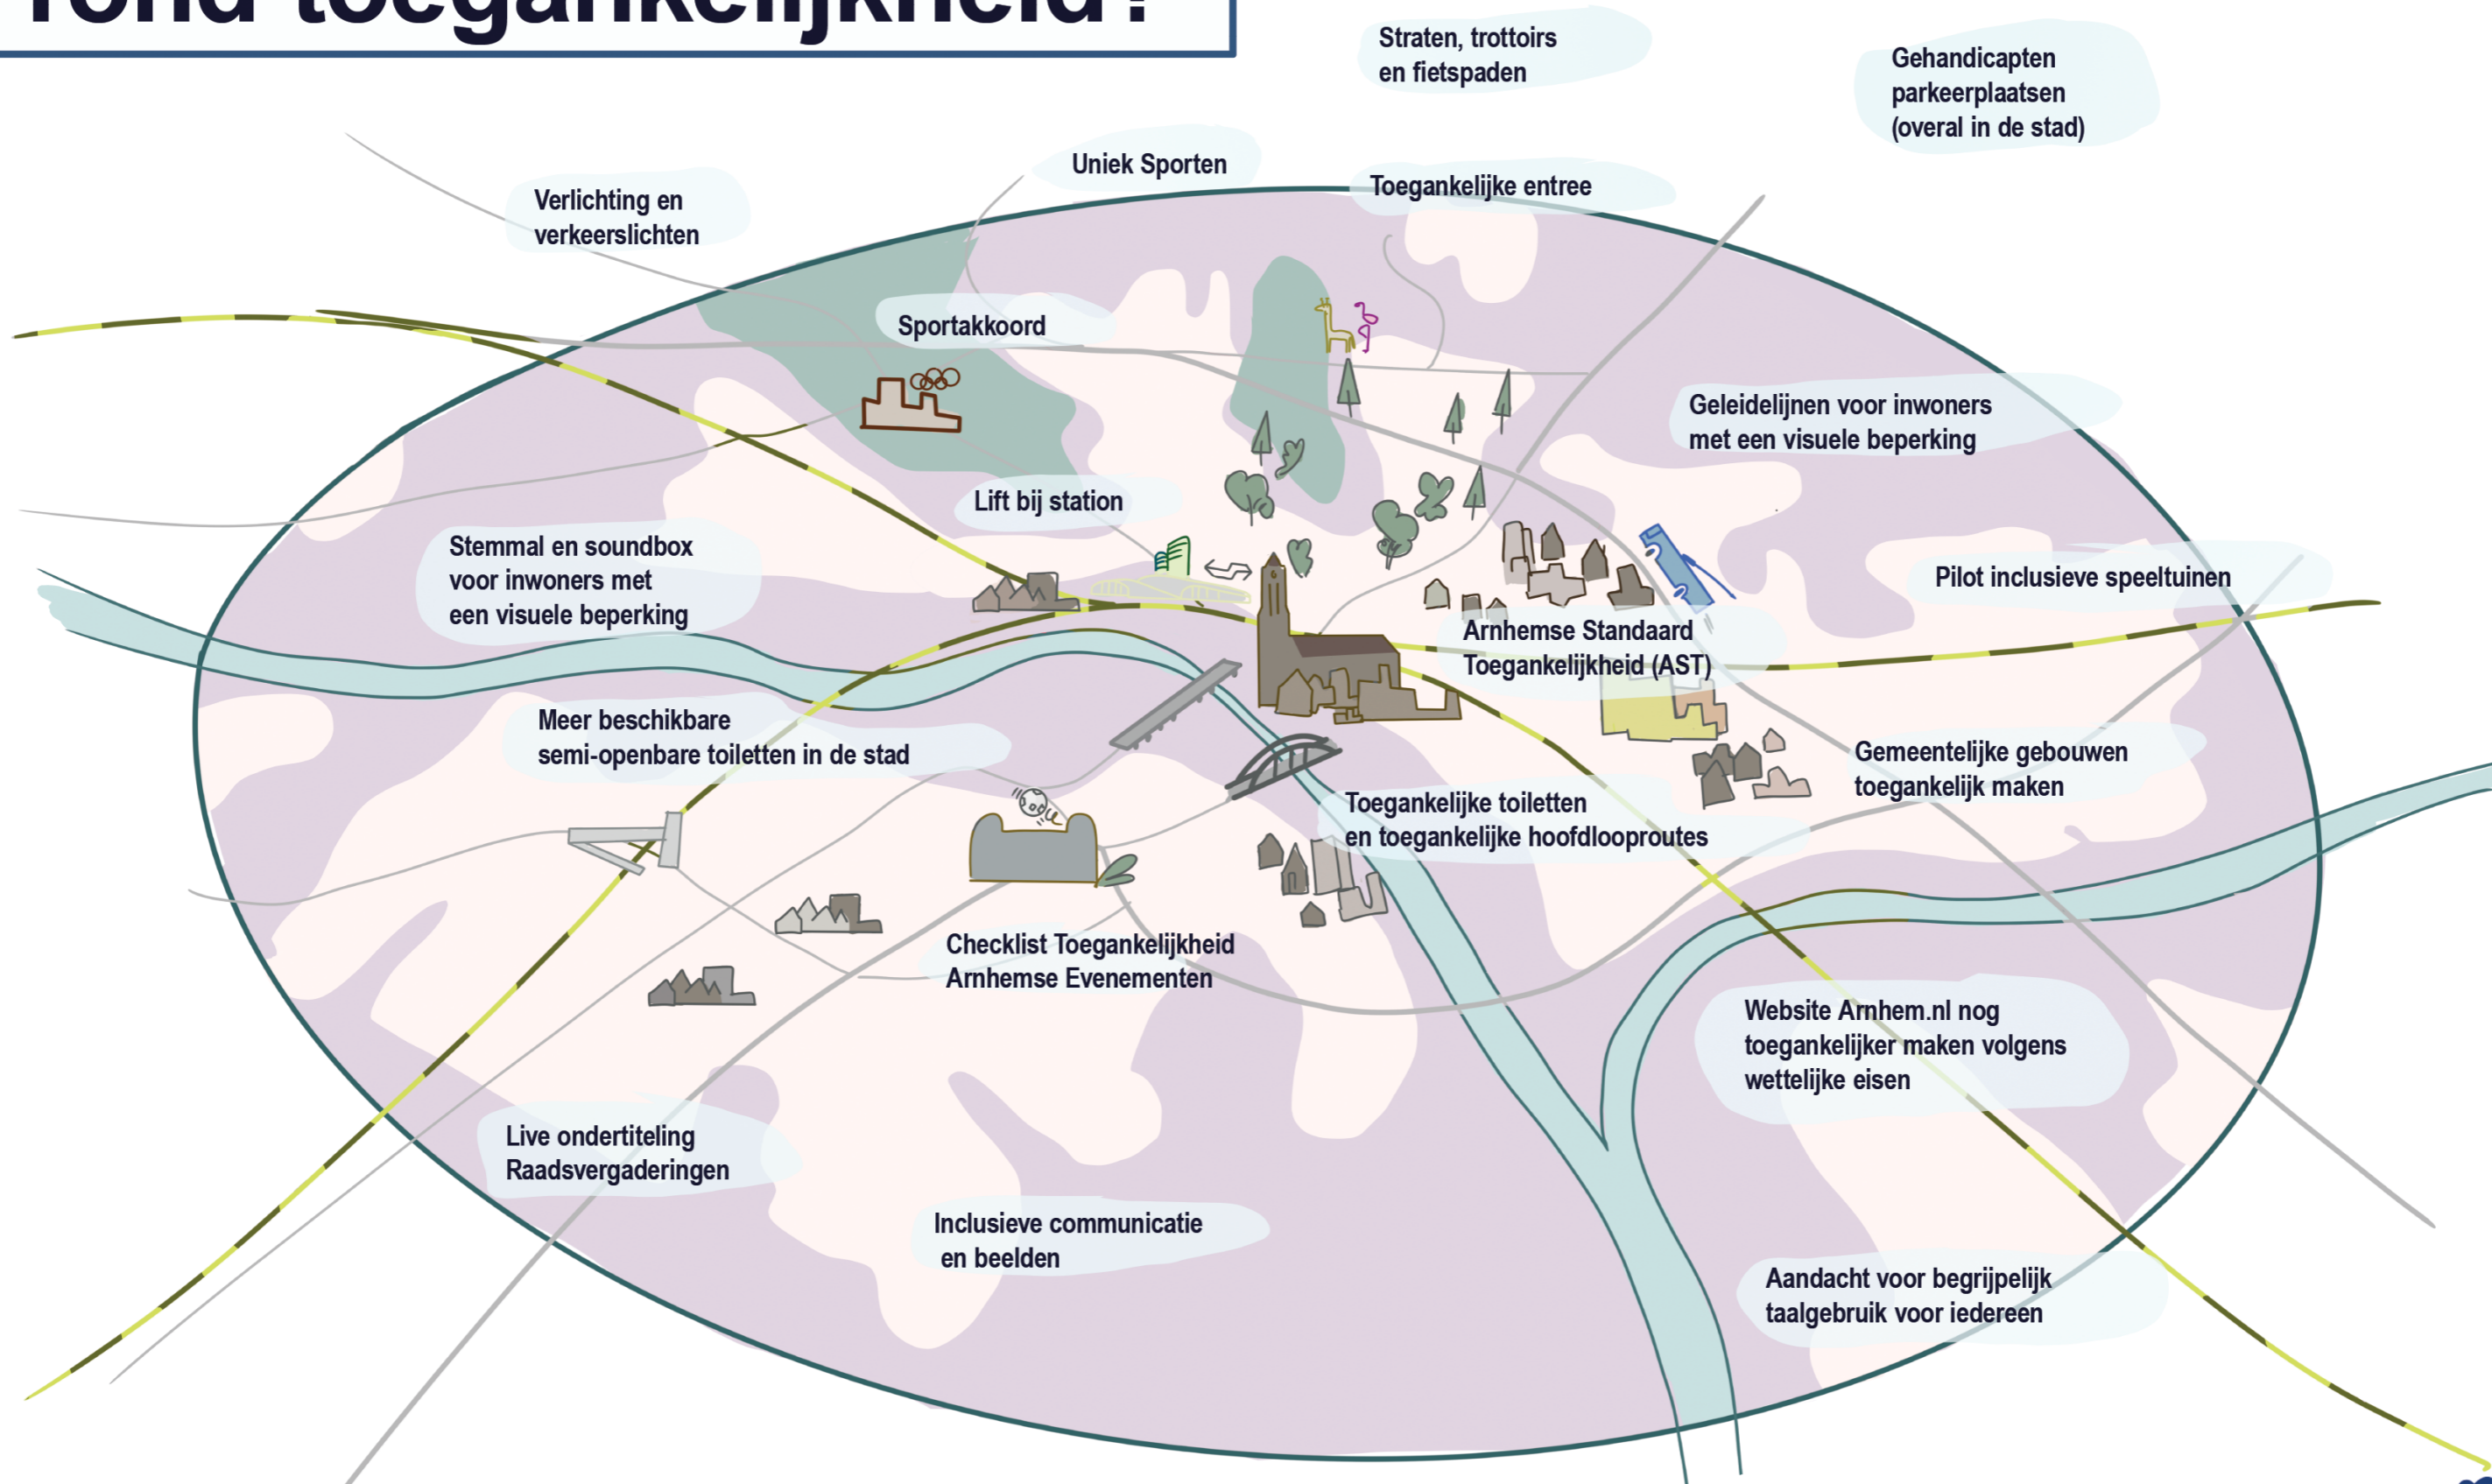 rond toegankelijkheid?
Straten, trottoirs
en fietspaden
Gehandicapten
parkeerplaatsen
(overal in de stad)
Uniek Sporten
Toegankelijke entree
Verlichting en
verkeerslichten
Sportakkoord
Geleidelijnen voor inwoners
met een visuele beperking
Lift bij station
Stemmal en soundbox
voor inwoners met
een visuele beperking
Pilot inclusieve speeltuinen
Arnhemse Standaard
Toegankelijkheid (AST)
Meer beschikbare
semi-openbare toiletten in de stad
Gemeentelijke gebouwen
toegankelijk maken
Toegankelijke toiletten
en toegankelijke hoofdlooproutes
Checklist Toegankelijkheid
Arnhemse Evenementen
Website Arnhem.nl nog
toegankelijker maken volgens
wettelijke eisen
Live ondertiteling
Raadsvergaderingen
Inclusieve communicatie
en beelden
Aandacht voor begrijpelijk
taalgebruik voor iedereen